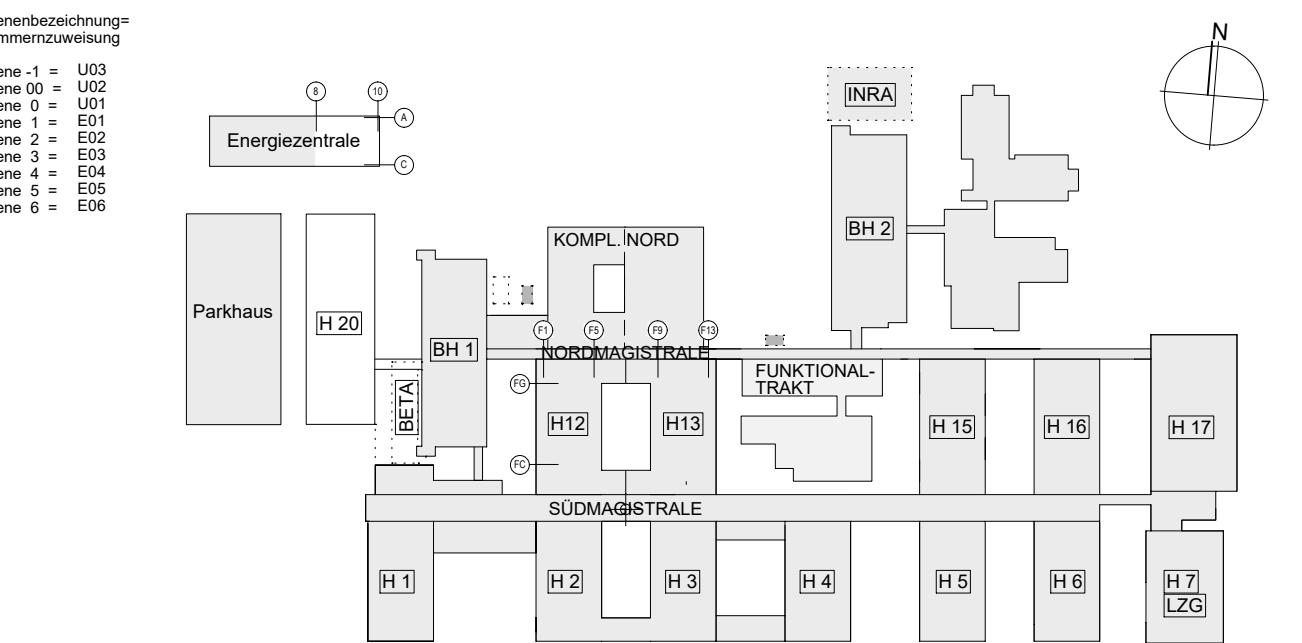 enenbezeichnung=
mmernzuweisung
ene -1 = U03
ene 00 = U02
ene 0 = U01
ene 1 = E01
ene 2 = E02
ene 3 = E03
ene 4 = E04
ene 5 = E05
ene 6 = E06
N
8
10
A
C
Energiezentrale
INRA
BH 2
KOMPL. NORD
Parkhaus
H 20
BH 1
F1
F5
F9
F13
NORDMAGISTRALE
FUNKTIONAL-
TRAKT
BETA
FG
H12
H13
H 15
H 16
H 17
FC
SÜDMAGISTRALE
H 1
H 2
H 3
H 4
H 5
H 6
H 7
LZG